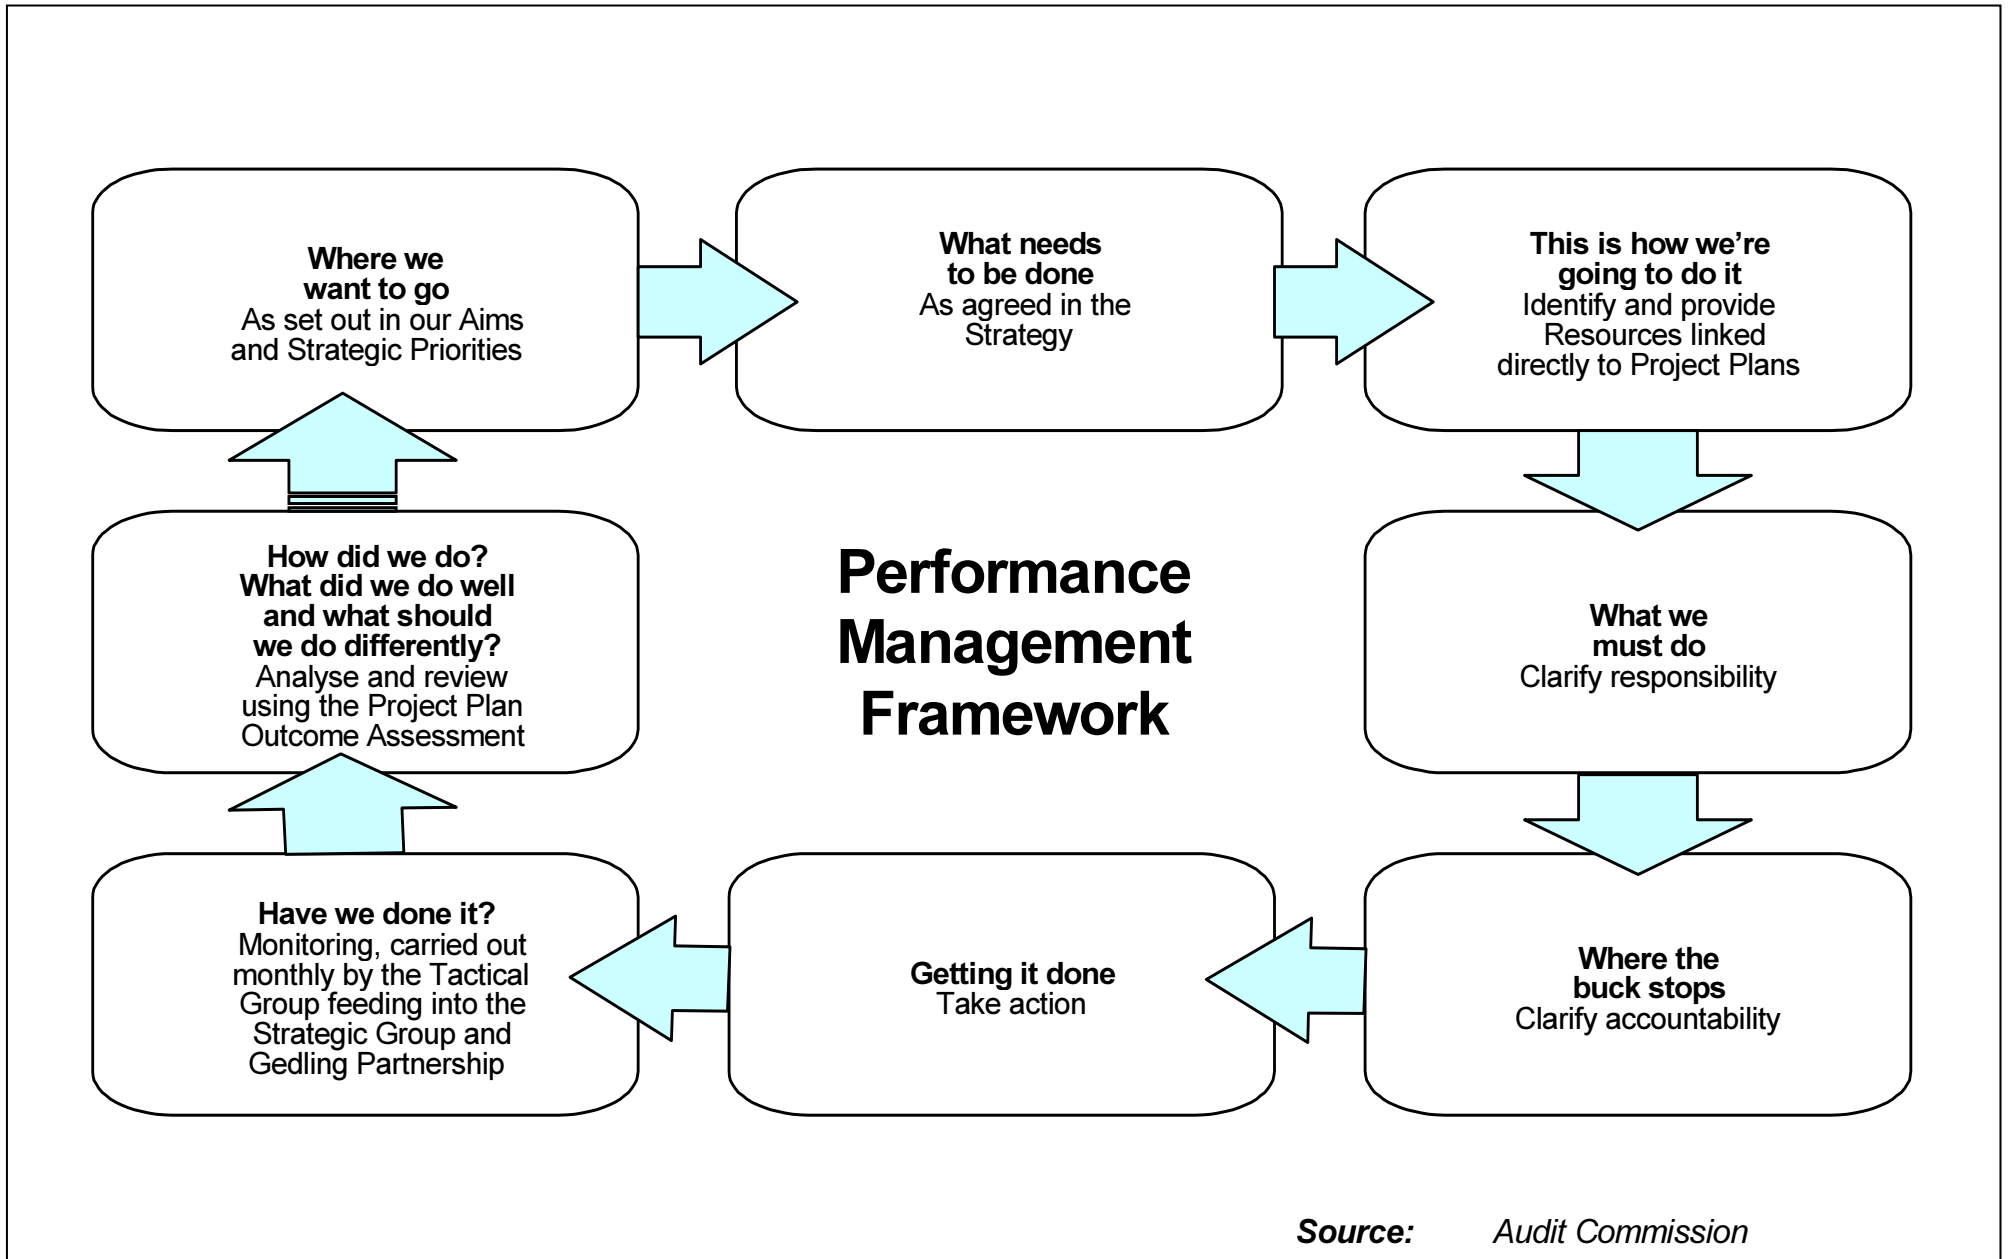 Where we
want to go
As set out in our Aims
and Strategic Priorities
What needs
to be done
As agreed in the
Strategy
This is how we’re
going to do it
Identify and provide
Resources linked
directly to Project Plans
How did we do?
What did we do well
and what should
we do differently?
Analyse and review
using the Project Plan
Outcome Assessment
Performance
Management
Framework
What we
must do
Clarify responsibility
Have we done it?
Monitoring, carried out
monthly by the Tactical
Group feeding into the
Strategic Group and
Gedling Partnership
Getting it done
Take action
Where the
buck stops
Clarify accountability
Source: Audit Commission